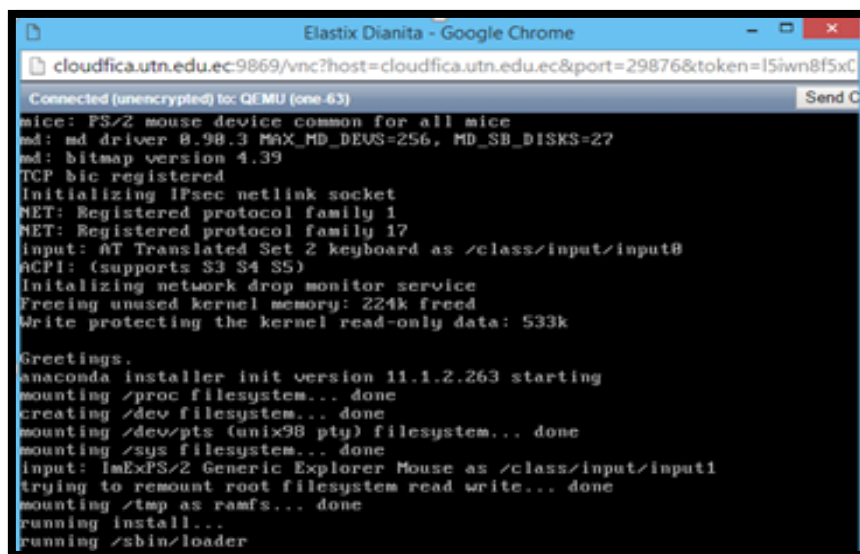 Elastix Dianita - Google Chrome
cloudfica.utn.edu.ec:9869/vnc?host=cloudfica.utn.edu.ec&port=29876&token=l5iwn8f5xC
Connected (unencrypted) to: QEMU (one-63)
Send C
mice: PS/2 mouse device common for all mice
md: md driver 0.90.3 MAX_MD_DEVS=256, MD_SB_DISKS=27
md: bitmap version 4.39
TCP bic registered
Initializing IPsec netlink socket
NET: Registered protocol family 1
NET: Registered protocol family 17
input: AT Translated Set 2 keyboard as /class/input/input0
ACPI: (supports S3 S4 S5)
Initalizing network drop monitor service
Freeing unused kernel memory: 224k freed
Write protecting the kernel read-only data: 533k
Greetings.
anaconda installer init version 11.1.2.263 starting
mounting /proc filesystem... done
creating /dev filesystem... done
mounting /dev/pts (unix98 pty) filesystem... done
mounting /sys filesystem... done
input: ImExPS/2 Generic Explorer Mouse as /class/input/input1
trying to remount root filesystem read write... done
mounting /tmp as ramfs... done
running install...
running /sbin/loader